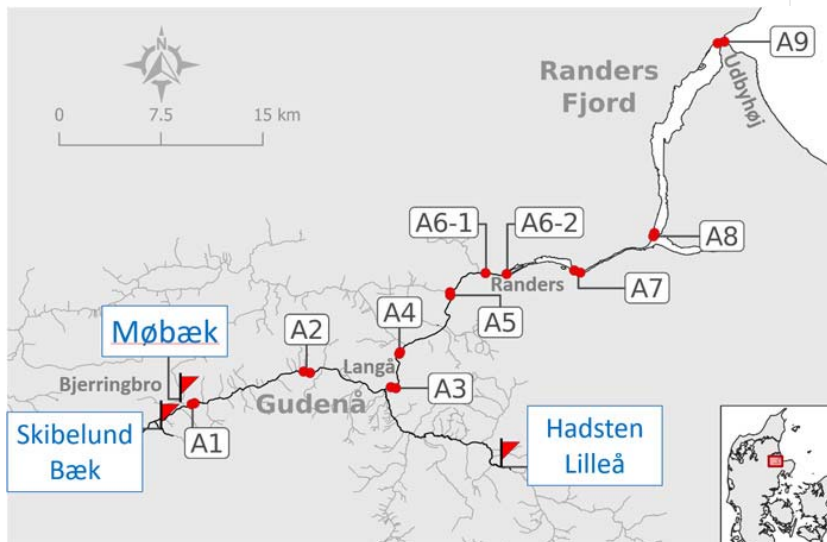 A9
Randers
Fjord
Udbyhøj
N
0
7.5
15 km
A6-1
A6-2
A8
Randers
A7
A5
A4
Møbæk
A2
Langå
Bjerringbro
A3
Gudenå
Skibelund
Bæk
A1
Hadsten
Lilleå